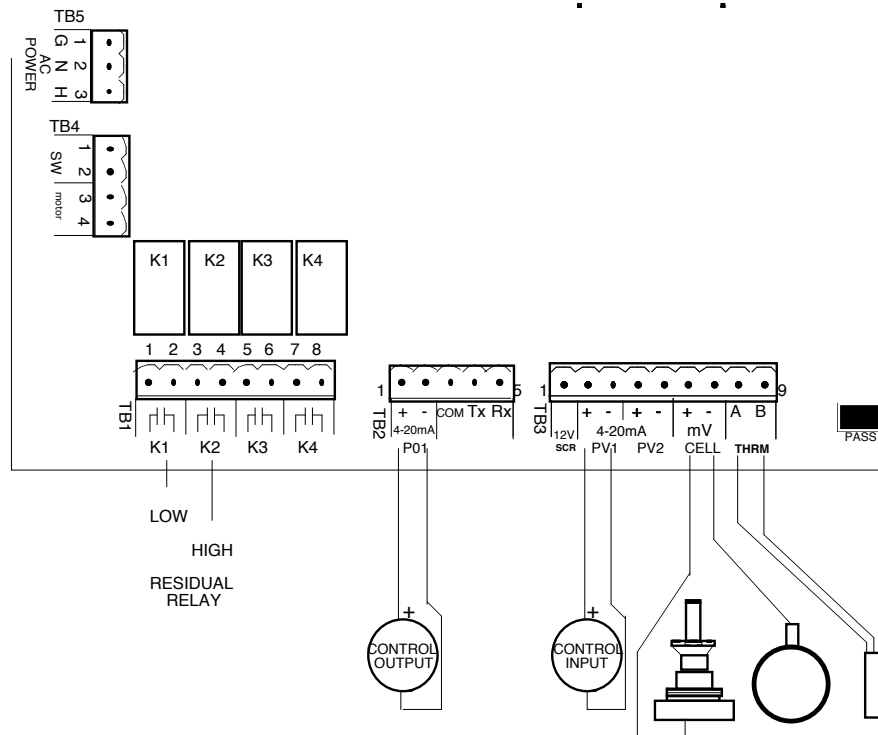 TB5
G 1
N 2
H 3
AC
POWER
TB4
1
2
3
4
SW
motor
K1 K2 K3 K4
1 2 3 4 5 6 7 8
TB1
K1 K2 K3 K4
1 5
TB2
+ - COM Tx Rx
4-20mA
P01
1 9
TB3
12V + - + - + - A B
4-20mA mV
SCR PV1 PV2 CELL THRM
PASS
LOW
HIGH
RESIDUAL
RELAY
+
CONTROL
OUTPUT
+
CONTROL
INPUT